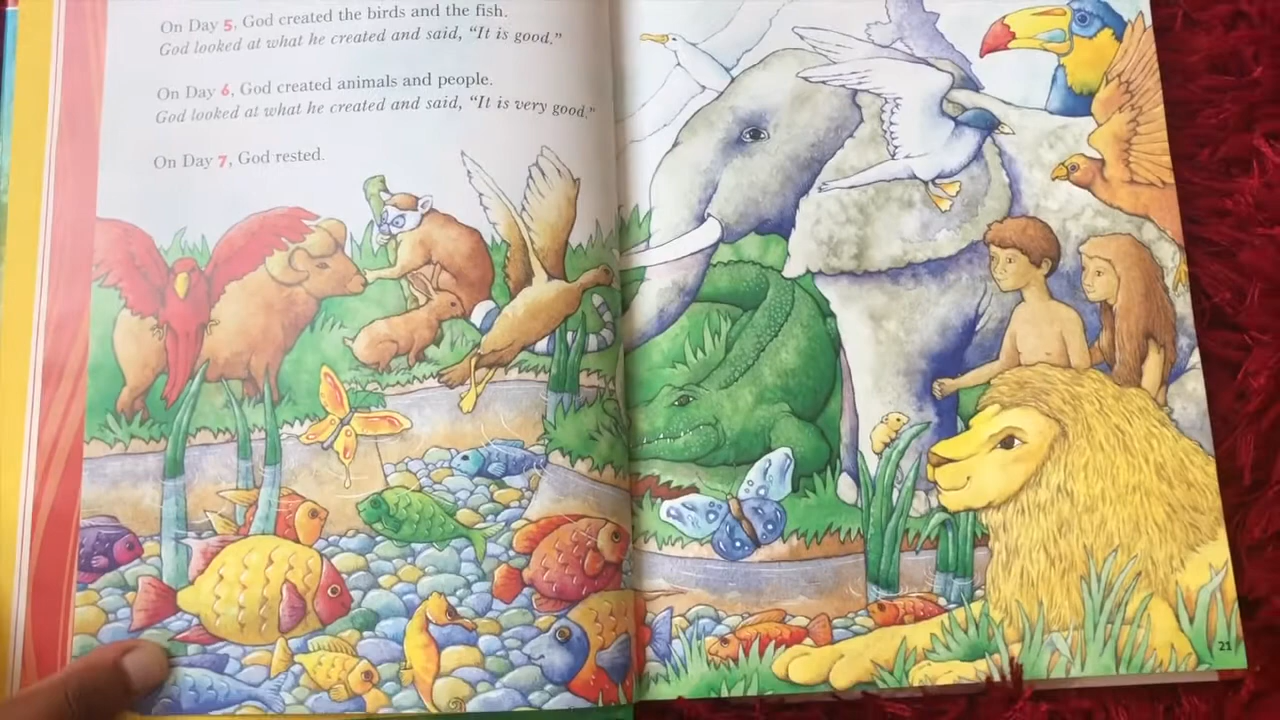 On Day 5, God created the birds and the fish.
God looked at what he created and said, “It is good.”
On Day 6, God created animals and people.
God looked at what he created and said, “It is very good.”
On Day 7, God rested.
21